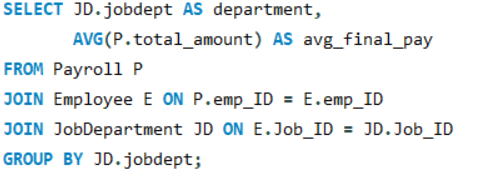 SELECT JD.jobdept AS department,
       AVG(P.total_amount) AS avg_final_pay
FROM Payroll P
JOIN Employee E ON P.emp_ID = E.emp_ID
JOIN JobDepartment JD ON E.Job_ID = JD.Job_ID
GROUP BY JD.jobdept;